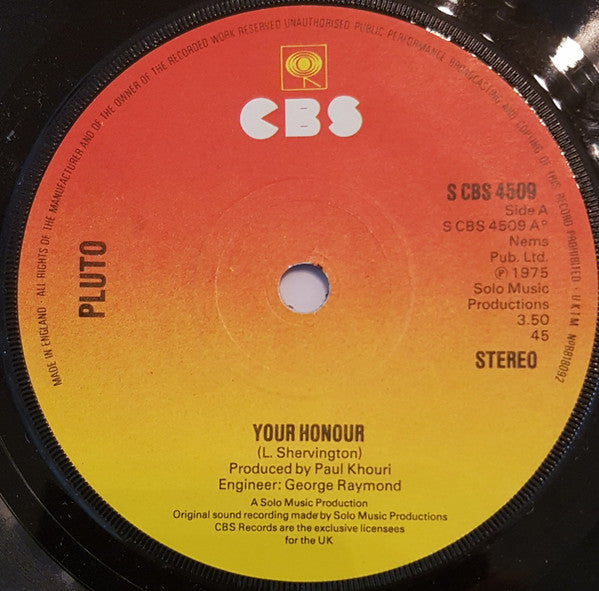 MADE IN ENGLAND · ALL RIGHTS OF THE MANUFACTURER AND OF THE OWNER OF THE RECORDED WORK RESERVED UNAUTHORISED PUBLIC PERFORMANCE BROADCASTING AND COPYING OF THIS RECORD PROHIBITED · U K I M NºR818092
CBS
PLUTO
S CBS 4509
Side A
S CBS 4509 Aº
Nems
Pub. Ltd.
℗ 1975
Solo Music
Productions
3.50
45
STEREO
YOUR HONOUR
(L. Shervington)
Produced by Paul Khouri
Engineer: George Raymond
A Solo Music Production
Original sound recording made by Solo Music Productions
CBS Records are the exclusive licensees
for the UK